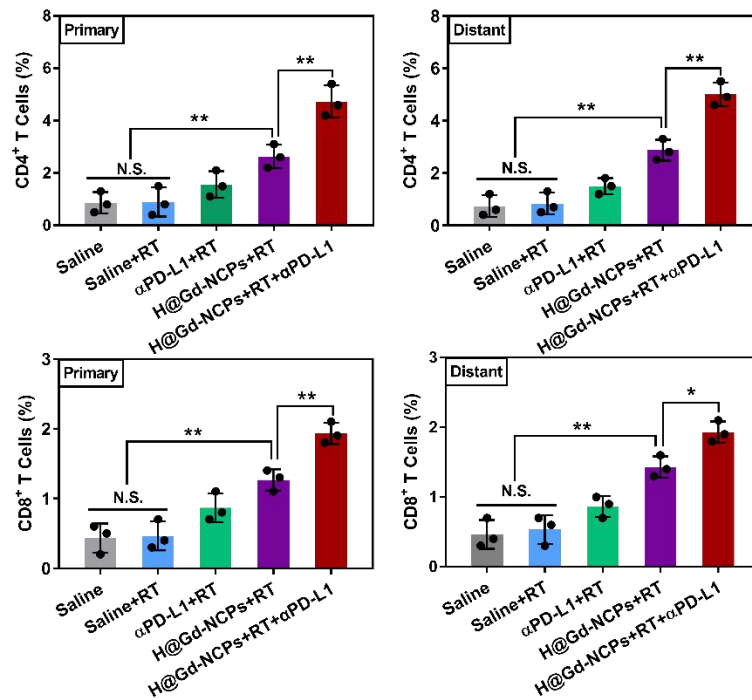 Primary
CD4+ T Cells (%)
8
6
4
2
0
N.S.
**
**
Saline
Saline+RT
αPD-L1+RT
H@Gd-NCPs+RT
H@Gd-NCPs+RT+αPD-L1
Distant
CD4+ T Cells (%)
8
6
4
2
0
N.S.
**
**
Saline
Saline+RT
αPD-L1+RT
H@Gd-NCPs+RT
H@Gd-NCPs+RT+αPD-L1
Primary
CD8+ T Cells (%)
3
2
1
0
N.S.
**
**
Saline
Saline+RT
αPD-L1+RT
H@Gd-NCPs+RT
H@Gd-NCPs+RT+αPD-L1
Distant
CD8+ T Cells (%)
3
2
1
0
N.S.
**
*
Saline
Saline+RT
αPD-L1+RT
H@Gd-NCPs+RT
H@Gd-NCPs+RT+αPD-L1